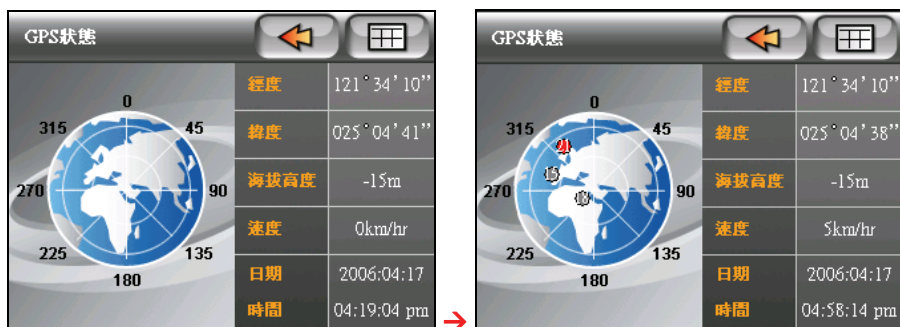 GPS狀態
經度 121°34'10"
緯度 025°04'41"
海拔高度 -15m
速度 0km/hr
日期 2006:04:17
時間 04:19:04 pm
0
315 45
270 90
225 135
180
→
GPS狀態
經度 121°34'10"
緯度 025°04'38"
海拔高度 -15m
速度 5km/hr
日期 2006:04:17
時間 04:58:14 pm
0
315 45
21
15
270 90
18
225 135
180